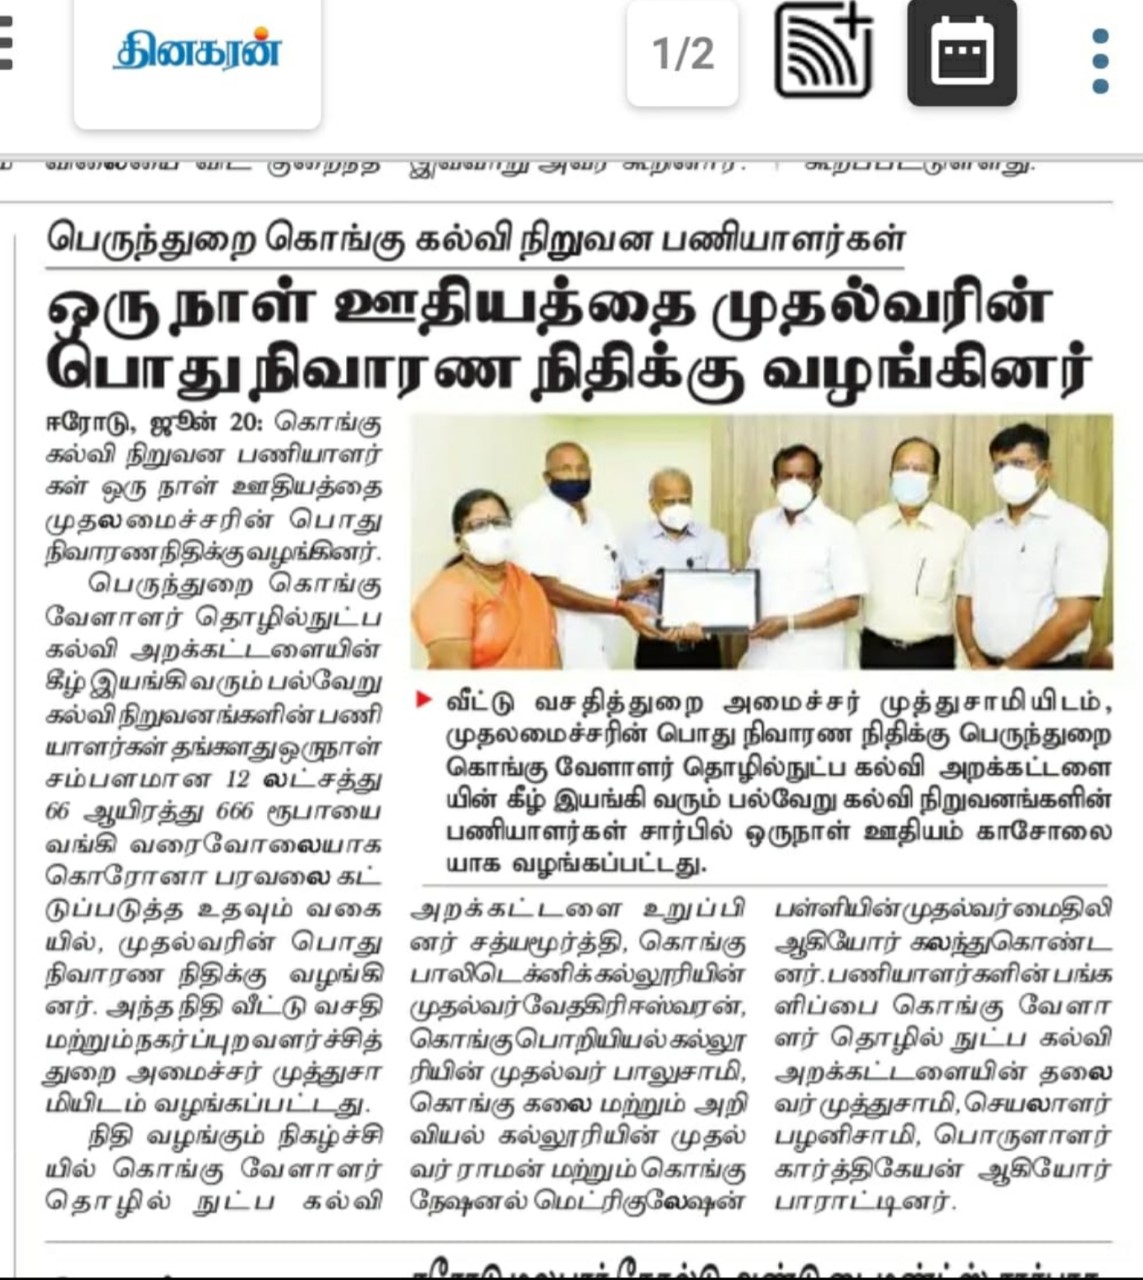 தினகரன்
1/2
விலையை விட குறைந்த
இவ்வாறு அவர் கூறினார்.
கூறப்பட்டுள்ளது.
பெருந்துறை கொங்கு கல்வி நிறுவன பணியாளர்கள்
ஒரு நாள் ஊதியத்தை முதல்வரின்
பொது நிவாரண நிதிக்கு வழங்கினர்
ஈரோடு, ஜூன் 20: கொங்கு
கல்வி நிறுவன பணியாளர்
கள் ஒரு நாள் ஊதியத்தை
முதலமைச்சரின் பொது
நிவாரண நிதிக்கு வழங்கினர்.
பெருந்துறை கொங்கு
வேளாளர் தொழில்நுட்ப
கல்வி அறக்கட்டளையின்
கீழ் இயங்கி வரும் பல்வேறு
கல்வி நிறுவனங்களின் பணி
யாளர்கள் தங்களது ஒருநாள்
சம்பளமான 12 லட்சத்து
66 ஆயிரத்து 666 ரூபாயை
வங்கி வரைவோலையாக
கொரோனா பரவலை கட்
டுப்படுத்த உதவும் வகை
யில், முதல்வரின் பொது
நிவாரண நிதிக்கு வழங்கி
னர். அந்த நிதி வீட்டு வசதி
மற்றும் நகர்ப்புற வளர்ச்சித்
துறை அமைச்சர் முத்துசா
மியிடம் வழங்கப்பட்டது.
நிதி வழங்கும் நிகழ்ச்சி
யில் கொங்கு வேளாளர்
தொழில் நுட்ப கல்வி
வீட்டு வசதித்துறை அமைச்சர் முத்துசாமியிடம்,
முதலமைச்சரின் பொது நிவாரண நிதிக்கு பெருந்துறை
கொங்கு வேளாளர் தொழில்நுட்ப கல்வி அறக்கட்டளை
யின் கீழ் இயங்கி வரும் பல்வேறு கல்வி நிறுவனங்களின்
பணியாளர்கள் சார்பில் ஒருநாள் ஊதியம் காசோலை
யாக வழங்கப்பட்டது.
அறக்கட்டளை உறுப்பி
னர் சத்யமூர்த்தி, கொங்கு
பாலிடெக்னிக் கல்லூரியின்
முதல்வர் வேதகிரி ஈஸ்வரன்,
கொங்கு பொறியியல் கல்லூ
ரியின் முதல்வர் பாலுசாமி,
கொங்கு கலை மற்றும் அறி
வியல் கல்லூரியின் முதல்
வர் ராமன் மற்றும் கொங்கு
நேஷனல் மெட்ரிகுலேஷன்
பள்ளியின் முதல்வர் மைதிலி
ஆகியோர் கலந்துகொண்ட
னர். பணியாளர்களின் பங்க
ளிப்பை கொங்கு வேளா
ளர் தொழில் நுட்ப கல்வி
அறக்கட்டளையின் தலை
வர் முத்துசாமி, செயலாளர்
பழனிசாமி, பொருளாளர்
கார்த்திகேயன் ஆகியோர்
பாராட்டினர்.